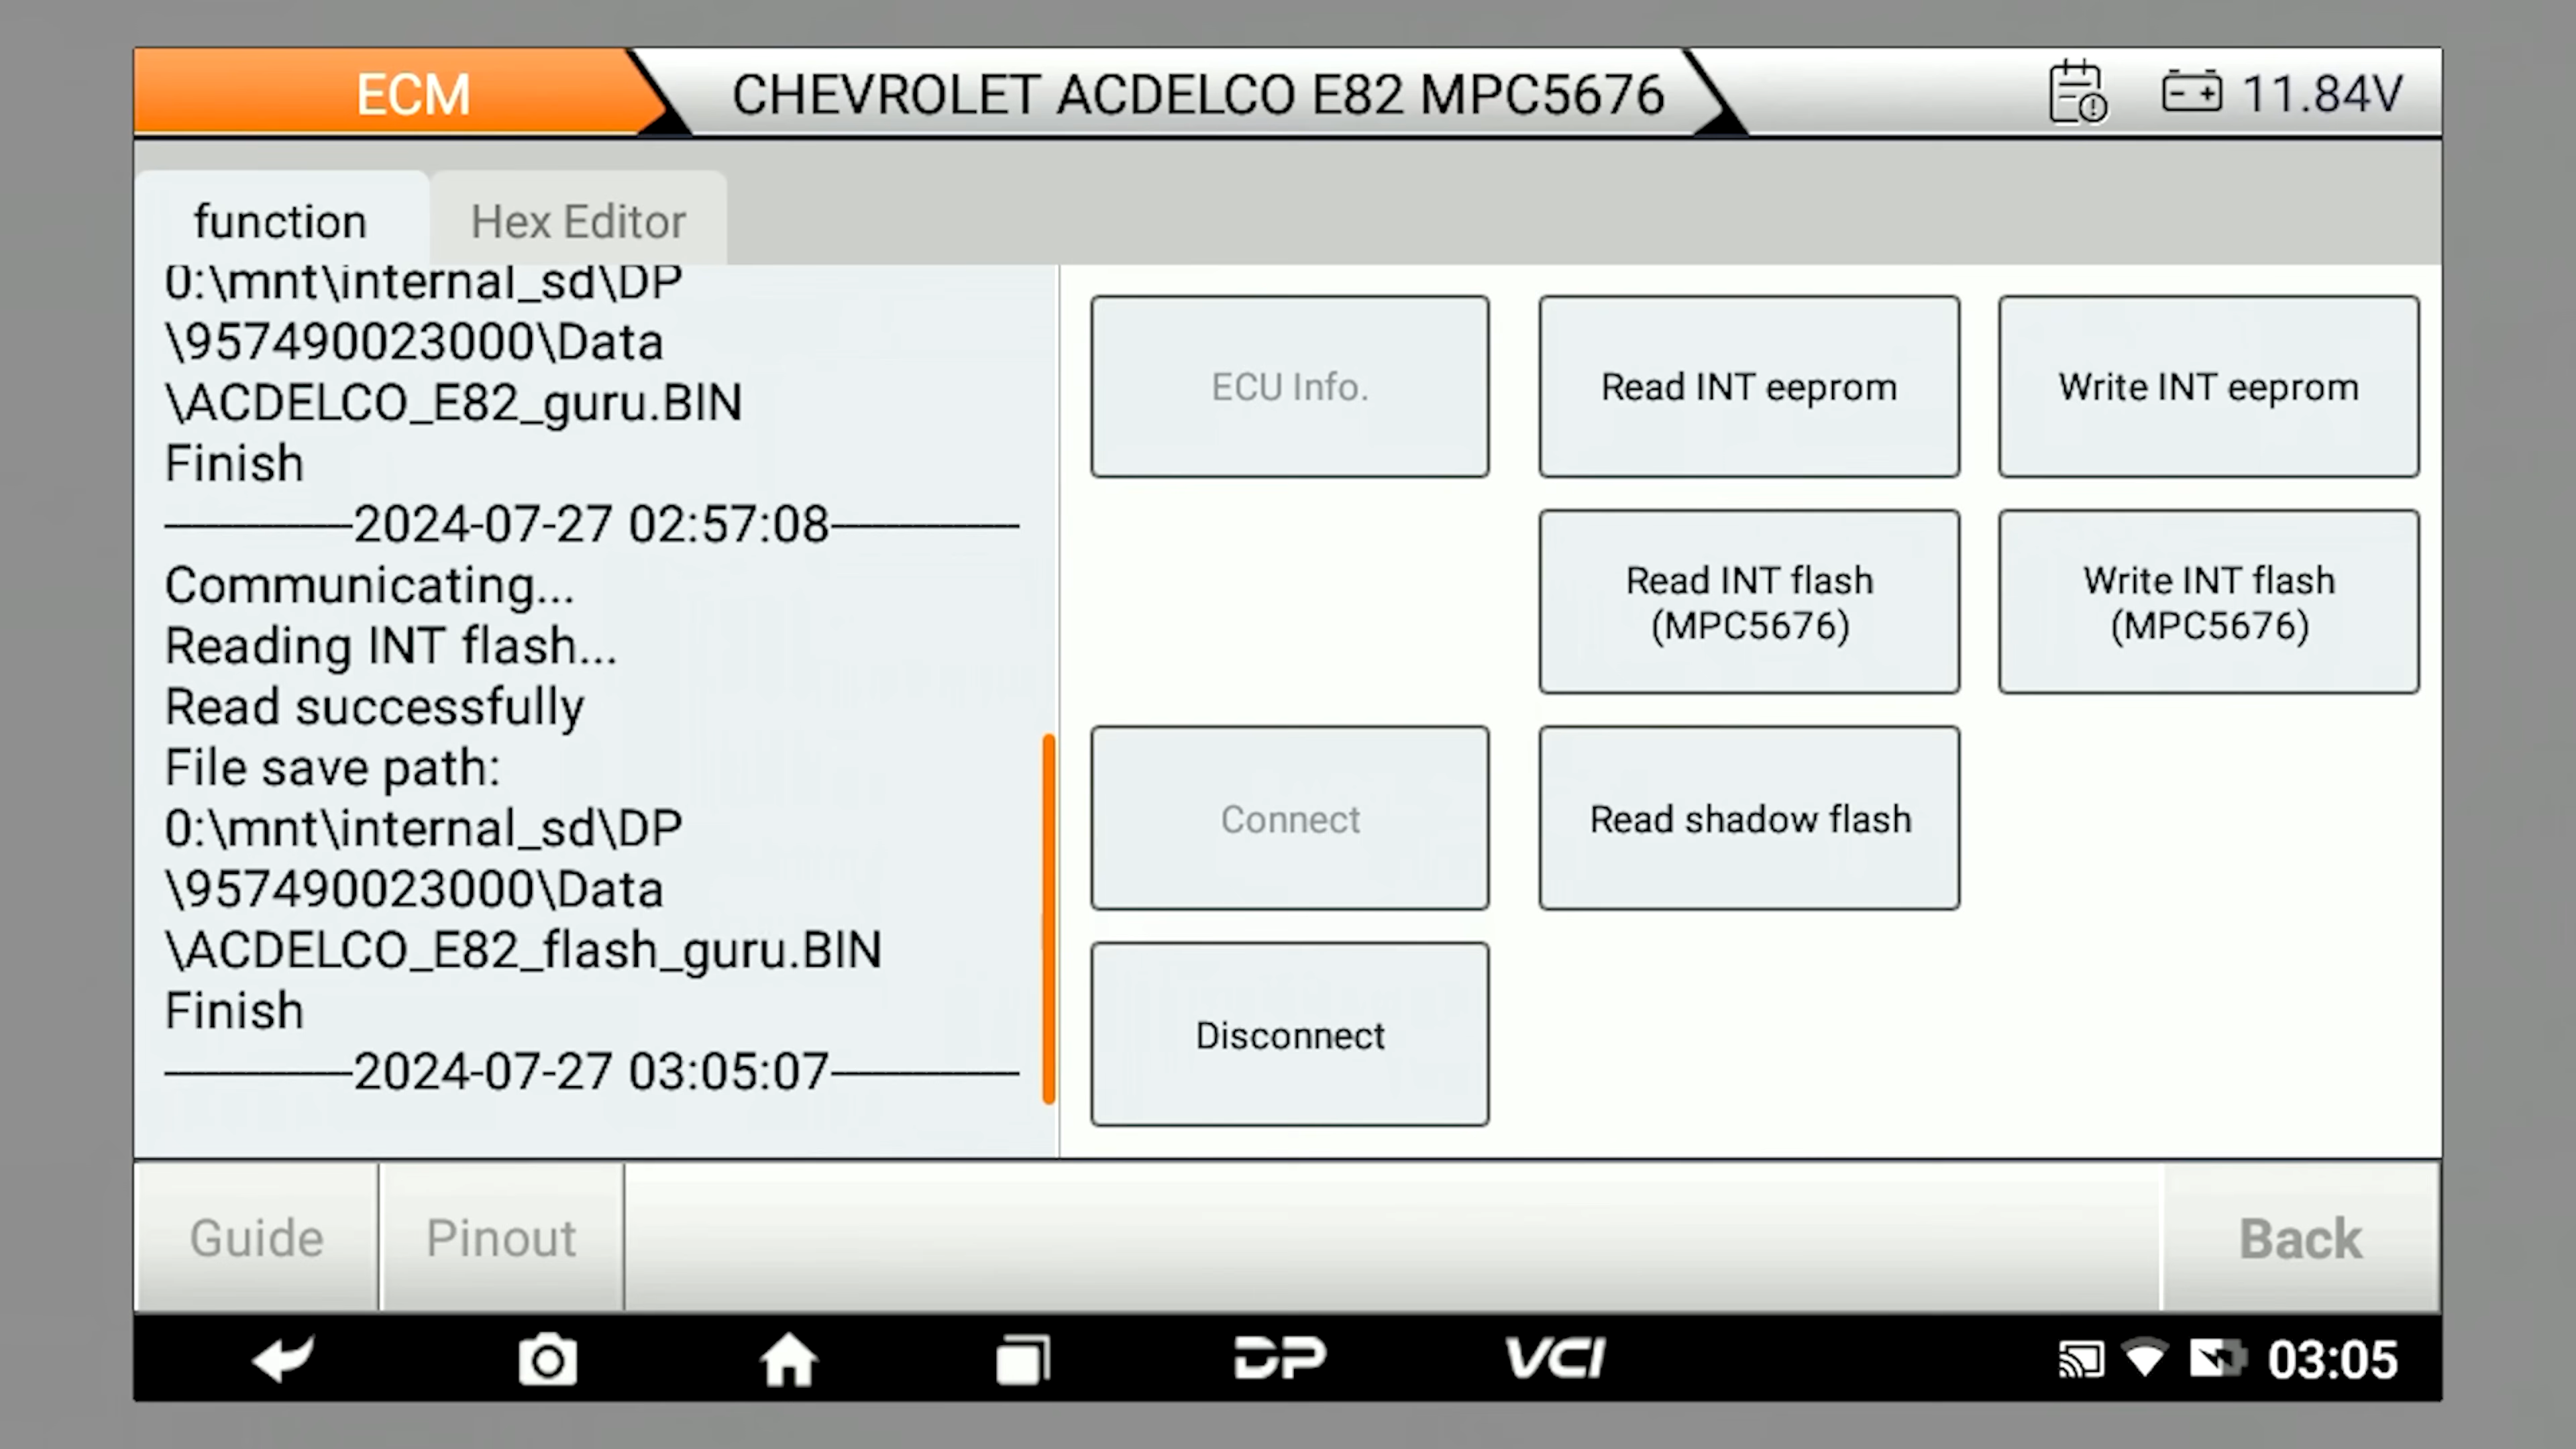 ECM
CHEVROLET ACDELCO E82 MPC5676
11.84V
function
Hex Editor
0:\mnt\internal_sd\DP
\957490023000\Data
\ACDELCO_E82_guru.BIN
Finish
————2024-07-27 02:57:08————
Communicating...
Reading INT flash...
Read successfully
File save path:
0:\mnt\internal_sd\DP
\957490023000\Data
\ACDELCO_E82_flash_guru.BIN
Finish
————2024-07-27 03:05:07————
ECU Info.
Read INT eeprom
Write INT eeprom
Read INT flash
(MPC5676)
Write INT flash
(MPC5676)
Connect
Read shadow flash
Disconnect
Guide
Pinout
Back
DP
VCI
03:05